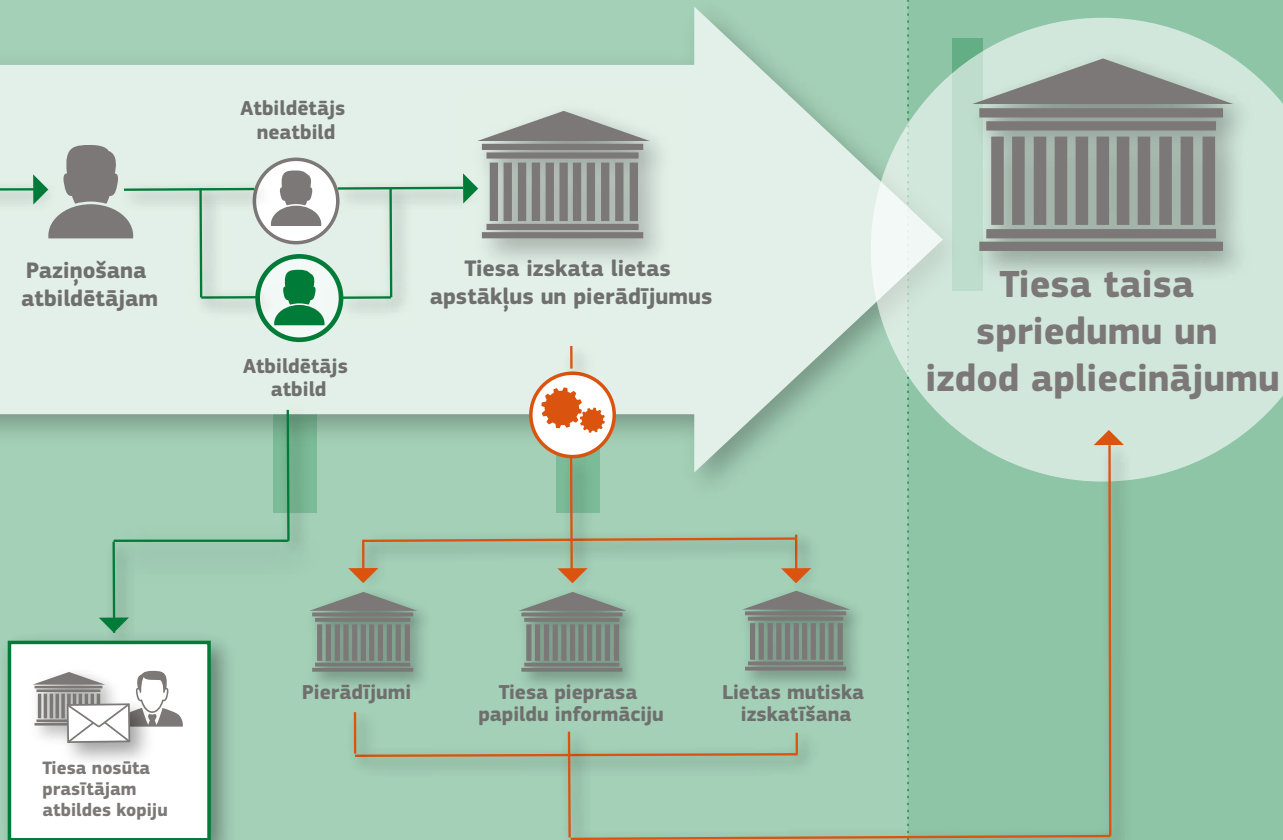 Paziņošana
atbildētājam
Atbildētājs
neatbild
Atbildētājs
atbild
Tiesa izskata lietas
apstākļus un pierādījumus
Tiesa taisa
spriedumu un
izdod apliecinājumu
Tiesa nosūta
prasītājam
atbildes kopiju
Pierādījumi
Tiesa pieprasa
papildu informāciju
Lietas mutiska
izskatīšana